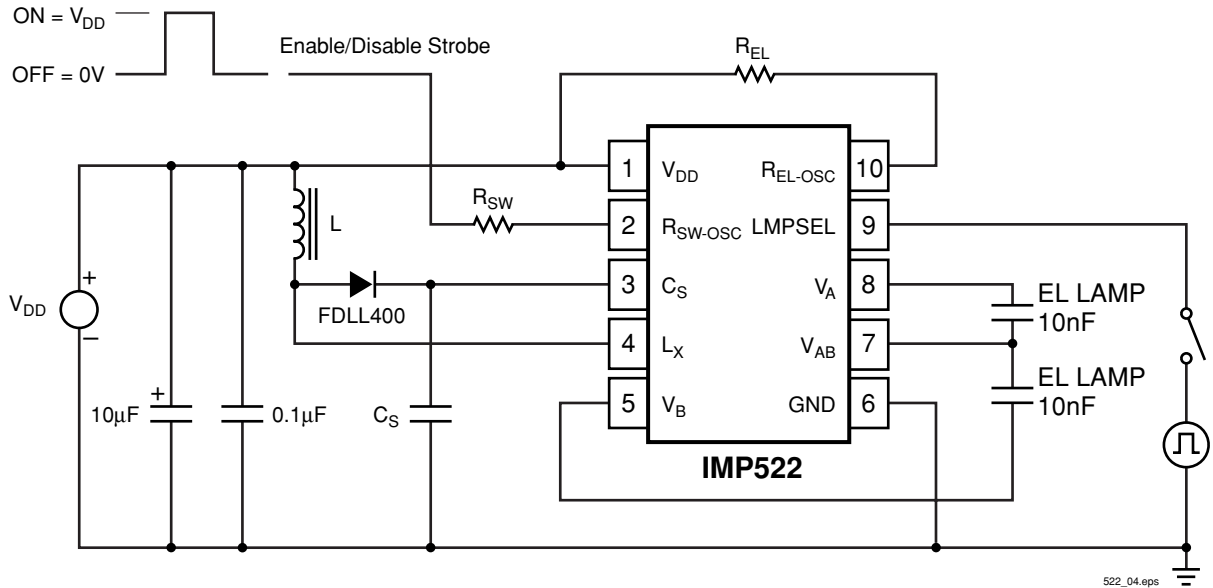 ON = VDD
Enable/Disable Strobe
OFF = 0V
REL
1 VDD REL-OSC 10
RSW
2 RSW-OSC LMPSEL 9
L
3 CS VA 8
FDLL400
EL LAMP
10nF
VDD
+
−
4 LX VAB 7
EL LAMP
10nF
5 VB GND 6
+
10µF
0.1µF
CS
IMP522
522_04.eps